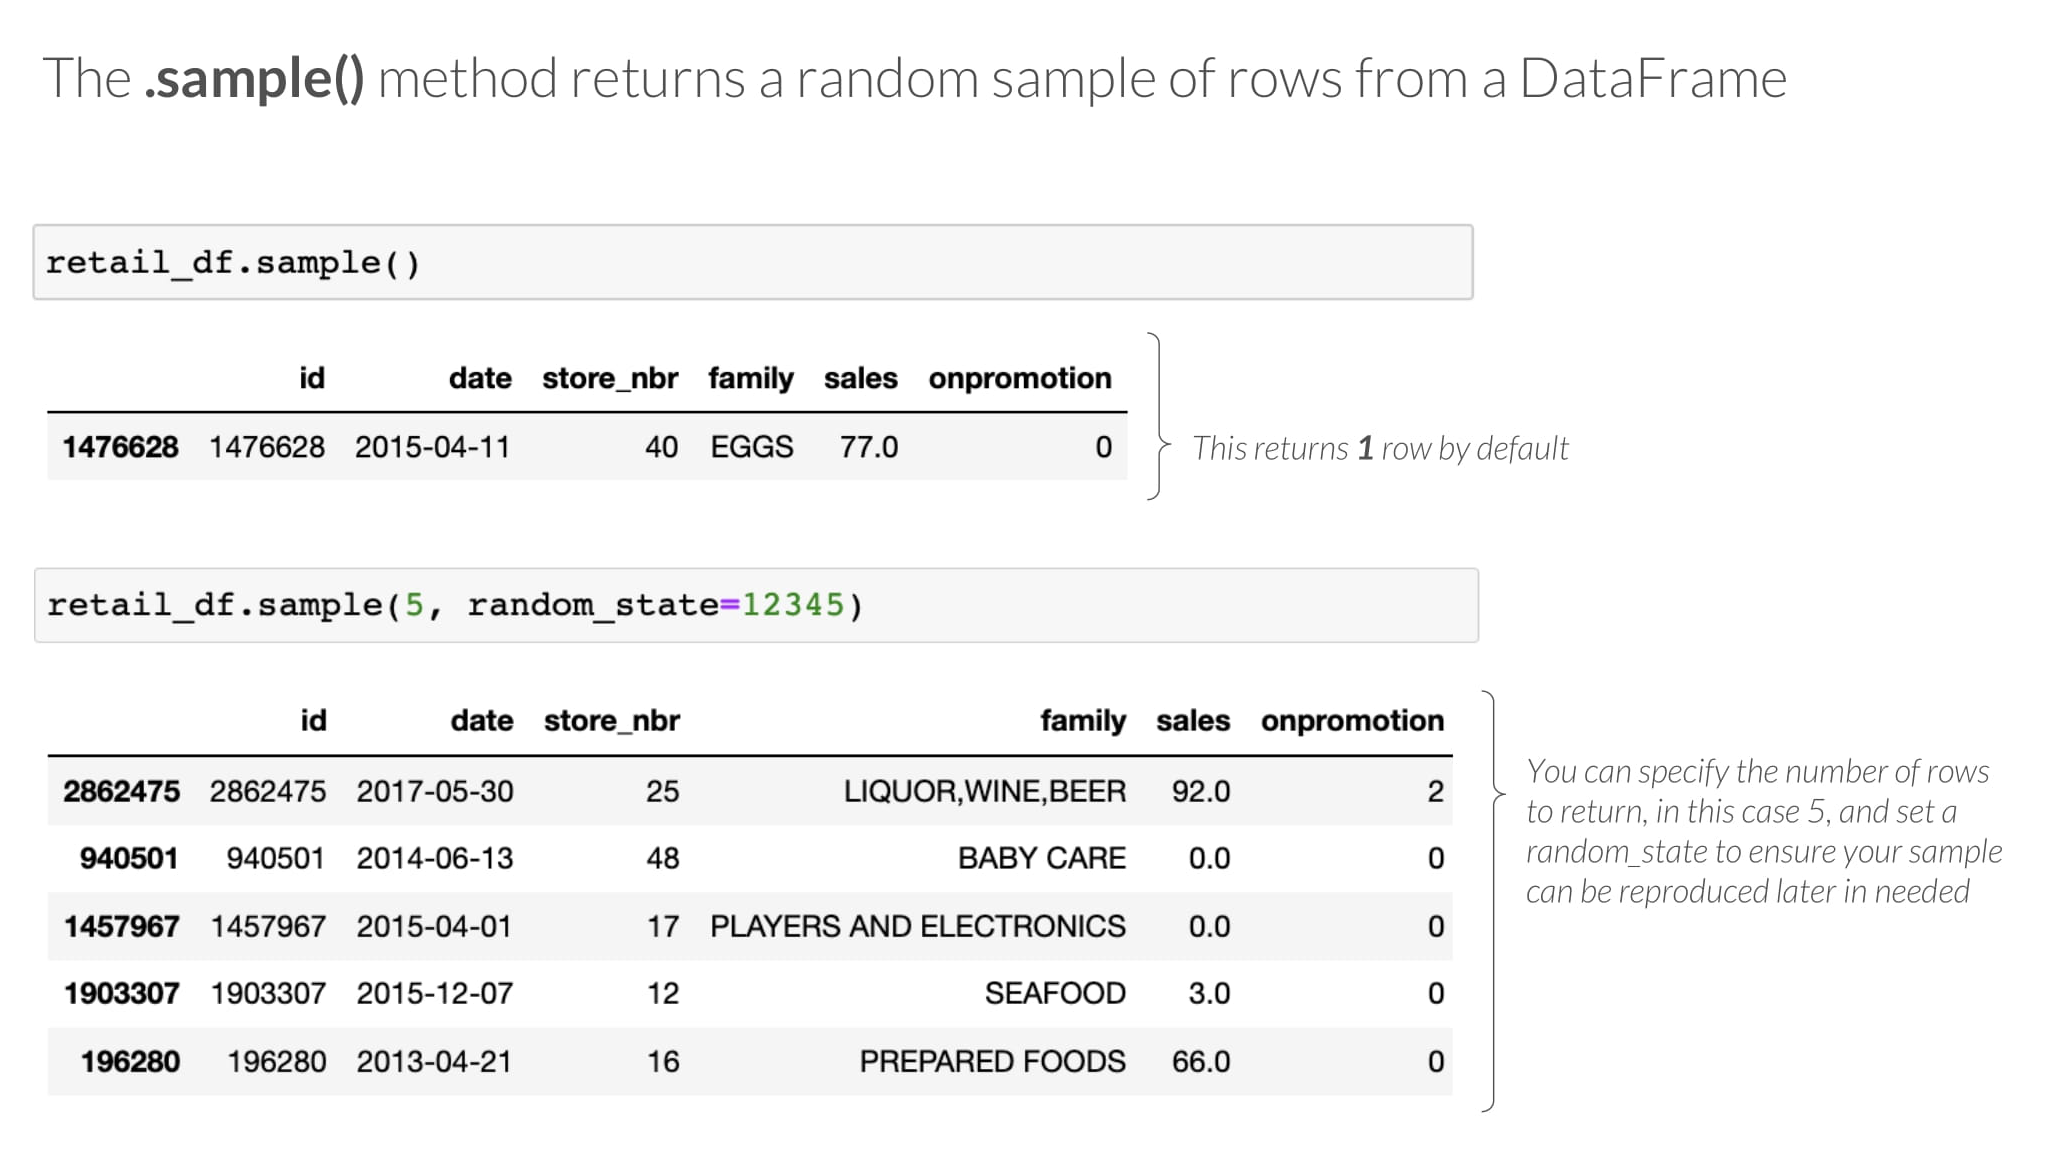 The .sample() method returns a random sample of rows from a DataFrame
retail_df.sample()
id date store_nbr family sales onpromotion
1476628 1476628 2015-04-11 40 EGGS 77.0 0
This returns 1 row by default
retail_df.sample(5, random_state=12345)
id date store_nbr family sales onpromotion
2862475 2862475 2017-05-30 25 LIQUOR,WINE,BEER 92.0 2
940501 940501 2014-06-13 48 BABY CARE 0.0 0
1457967 1457967 2015-04-01 17 PLAYERS AND ELECTRONICS 0.0 0
1903307 1903307 2015-12-07 12 SEAFOOD 3.0 0
196280 196280 2013-04-21 16 PREPARED FOODS 66.0 0
You can specify the number of rows
to return, in this case 5, and set a
random_state to ensure your sample
can be reproduced later in needed